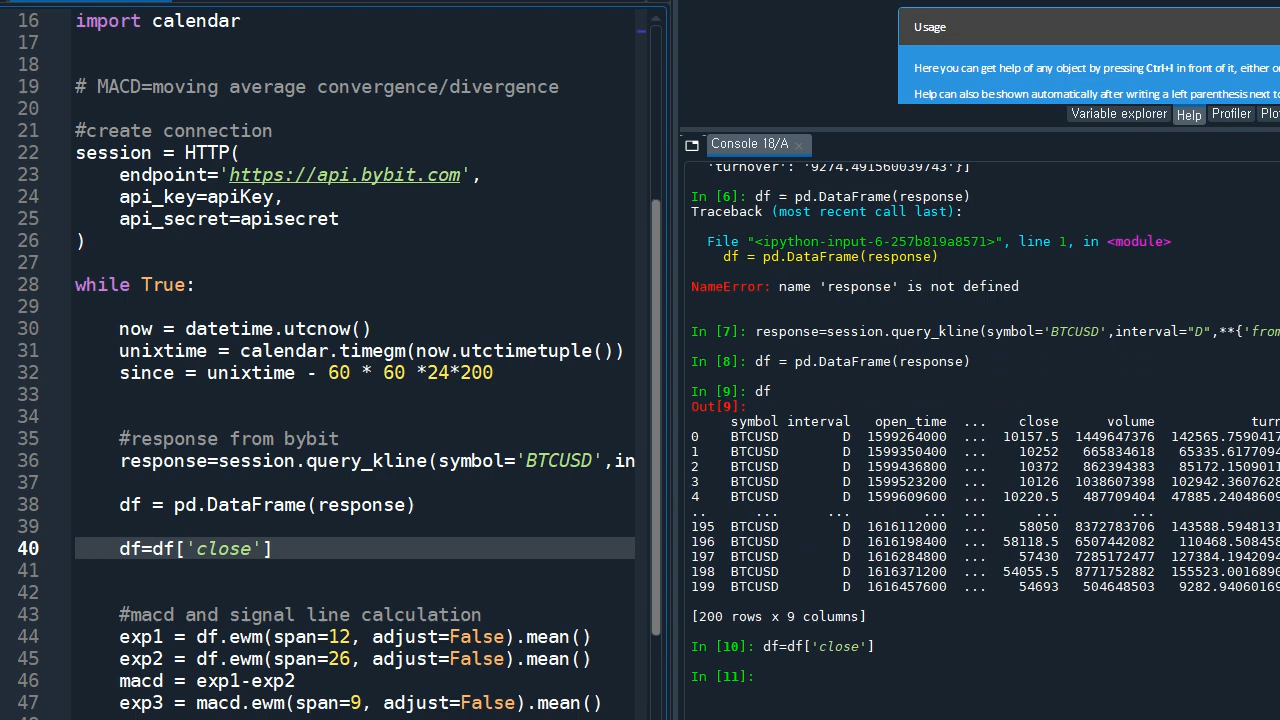 16 import calendar
17
18
19 # MACD=moving average convergence/divergence
20
21 #create connection
22 session = HTTP(
23 endpoint='https://api.bybit.com',
24 api_key=apiKey,
25 api_secret=apisecret
26 )
27
28 while True:
29
30 now = datetime.utcnow()
31 unixtime = calendar.timegm(now.utctimetuple())
32 since = unixtime - 60 * 60 *24*200
33
34
35 #response from bybit
36 response=session.query_kline(symbol='BTCUSD',in
37
38 df = pd.DataFrame(response)
39
40 df=df['close']
41
42
43 #macd and signal line calculation
44 exp1 = df.ewm(span=12, adjust=False).mean()
45 exp2 = df.ewm(span=26, adjust=False).mean()
46 macd = exp1-exp2
47 exp3 = macd.ewm(span=9, adjust=False).mean()
Usage
Here you can get help of any object by pressing Ctrl+I in front of it, either o
Help can also be shown automatically after writing a left parenthesis next to
Variable explorer Help Profiler Plo
Console 18/A
'turnover': '9274.491560039743'}]
In [6]: df = pd.DataFrame(response)
Traceback (most recent call last):
File "<ipython-input-6-257b819a8571>", line 1, in <module>
df = pd.DataFrame(response)
NameError: name 'response' is not defined
In [7]: response=session.query_kline(symbol='BTCUSD',interval="D",**{'from
In [8]: df = pd.DataFrame(response)
In [9]: df
Out[9]:
symbol interval open_time ... close volume turn
0 BTCUSD D 1599264000 ... 10157.5 1449647376 142565.7590417
1 BTCUSD D 1599350400 ... 10252 665834618 65335.6177094
2 BTCUSD D 1599436800 ... 10372 862394383 85172.1509011
3 BTCUSD D 1599523200 ... 10126 1038607398 102942.3607628
4 BTCUSD D 1599609600 ... 10220.5 487709404 47885.24048609
.. ... ... ... ... ... ...
195 BTCUSD D 1616112000 ... 58050 8372783706 143588.5948131
196 BTCUSD D 1616198400 ... 58118.5 6507442082 110468.508458
197 BTCUSD D 1616284800 ... 57430 7285172477 127384.1942094
198 BTCUSD D 1616371200 ... 54055.5 8771752882 155523.0016890
199 BTCUSD D 1616457600 ... 54693 504648503 9282.94060169
[200 rows x 9 columns]
In [10]: df=df['close']
In [11]: